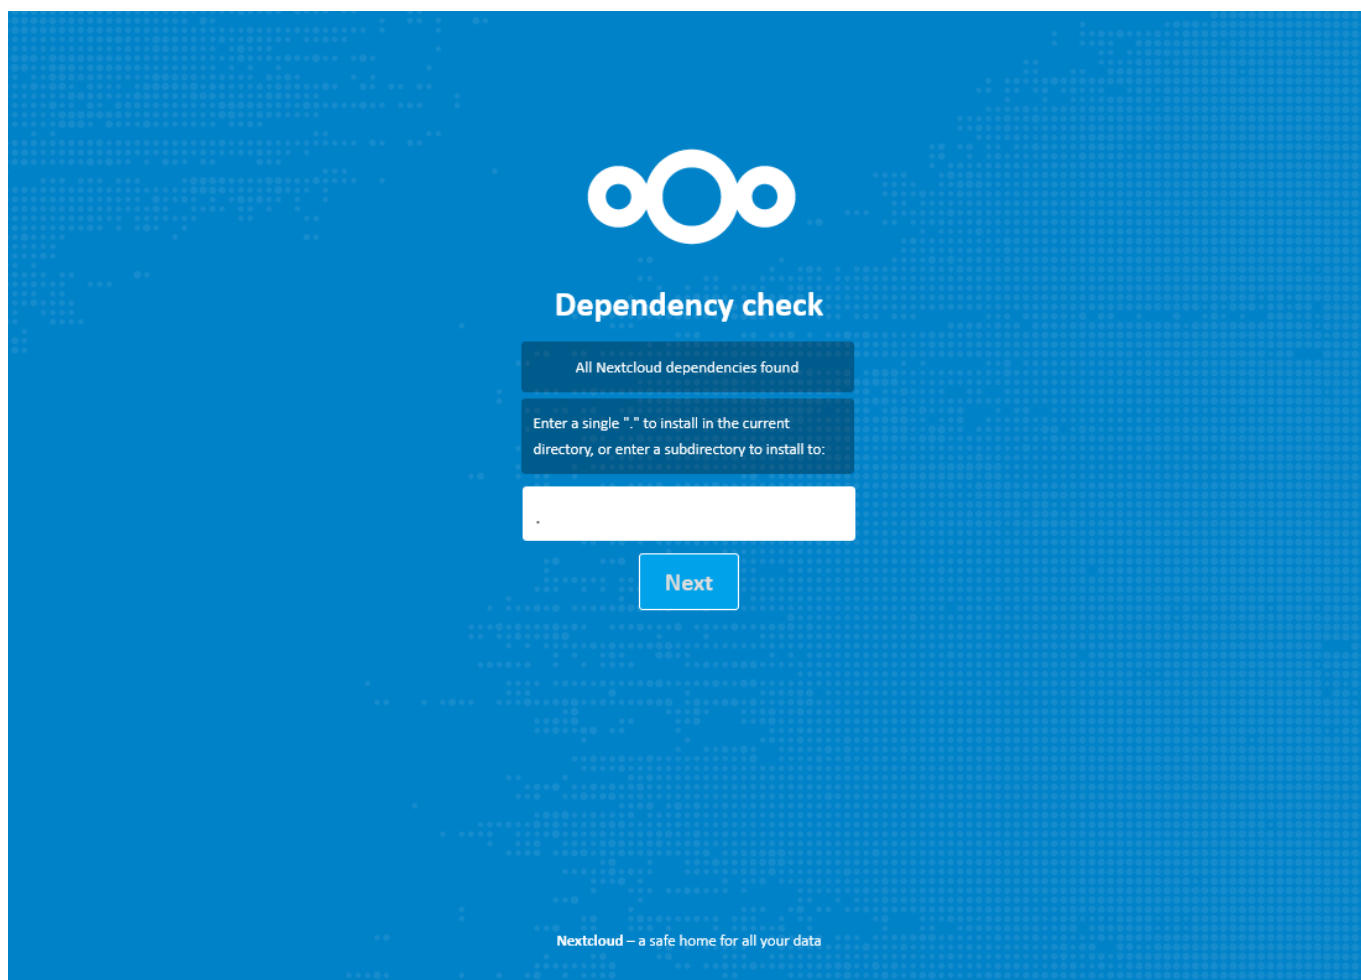 Dependency check
All Nextcloud dependencies found
Enter a single "." to install in the current
directory, or enter a subdirectory to install to:
.
Next
Nextcloud – a safe home for all your data